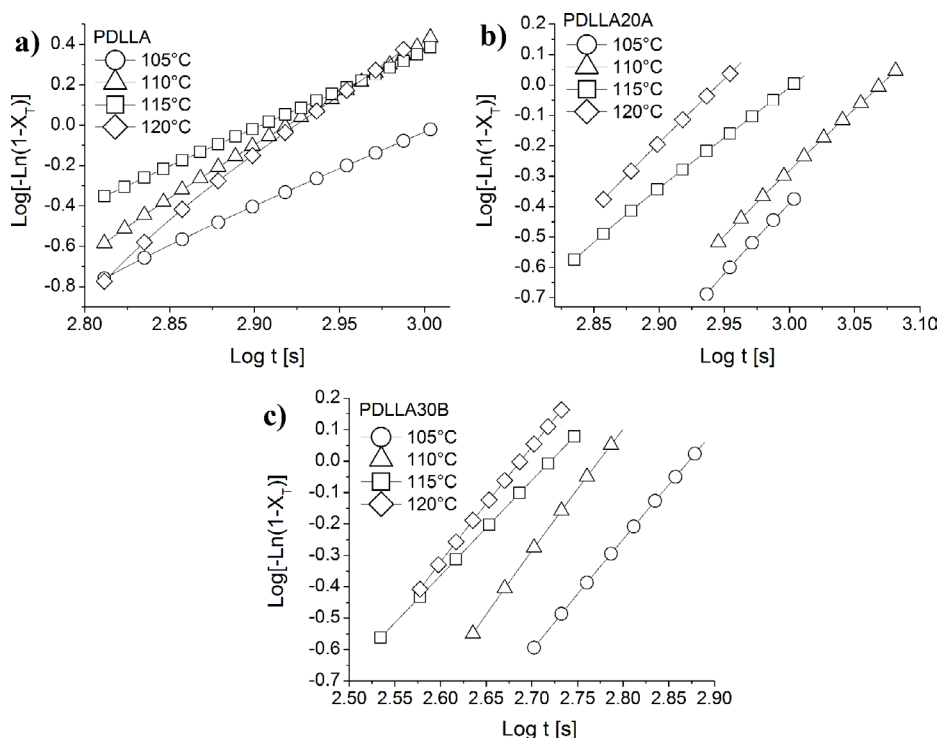 a)
PDLLA
105°C
110°C
115°C
120°C
0.4
0.2
0.0
-0.2
-0.4
-0.6
-0.8
Log[-Ln(1-X_T)]
2.80 2.85 2.90 2.95 3.00
Log t [s]
b)
PDLLA20A
105°C
110°C
115°C
120°C
0.2
0.1
0.0
-0.1
-0.2
-0.3
-0.4
-0.5
-0.6
-0.7
Log[-Ln(1-X_T)]
2.85 2.90 2.95 3.00 3.05 3.10
Log t [s]
c)
PDLLA30B
105°C
110°C
115°C
120°C
0.2
0.1
0.0
-0.1
-0.2
-0.3
-0.4
-0.5
-0.6
-0.7
Log[-Ln(1-X_T)]
2.50 2.55 2.60 2.65 2.70 2.75 2.80 2.85 2.90
Log t [s]